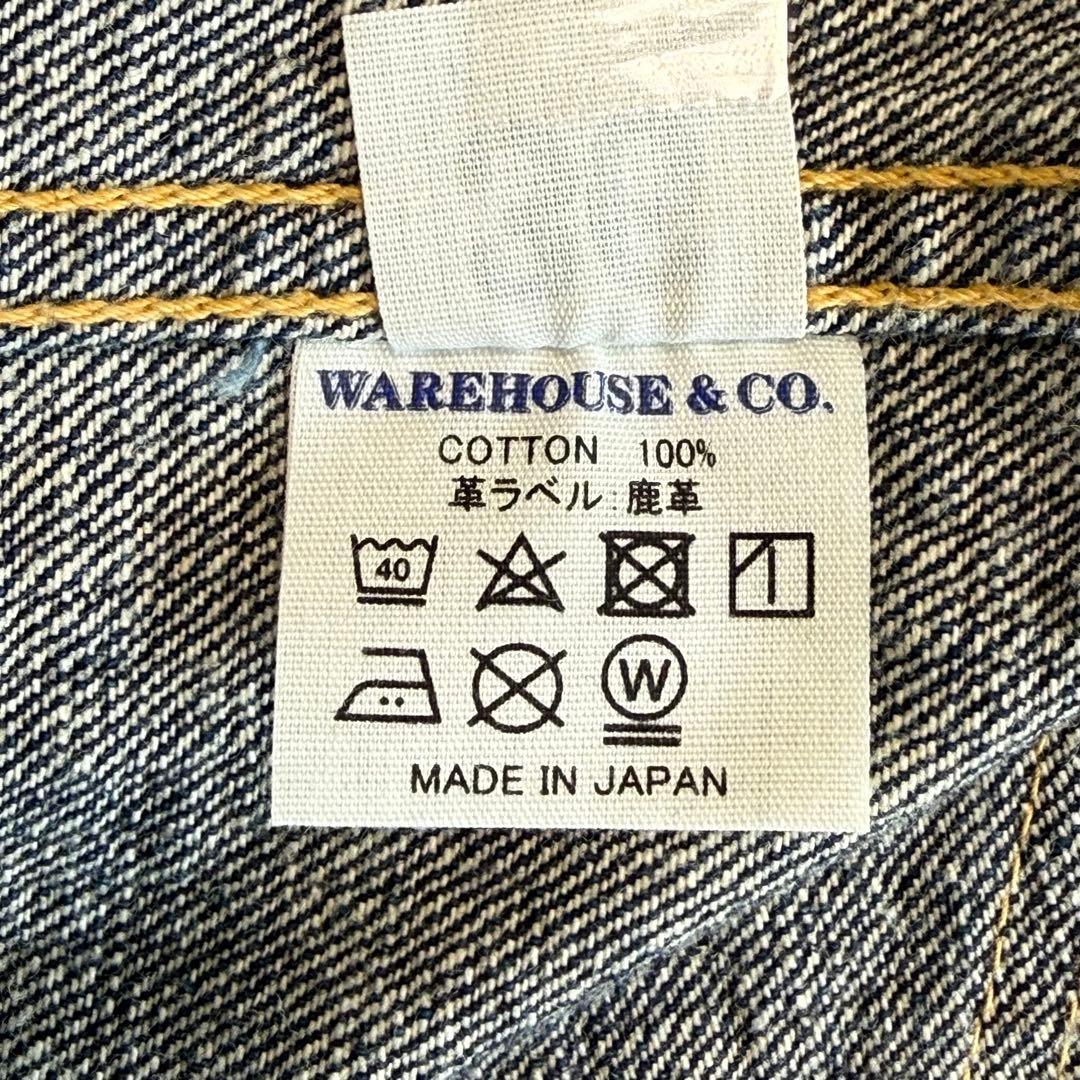 WAREHOUSE & CO.
COTTON 100%
革ラベル:鹿革
40
W
MADE IN JAPAN